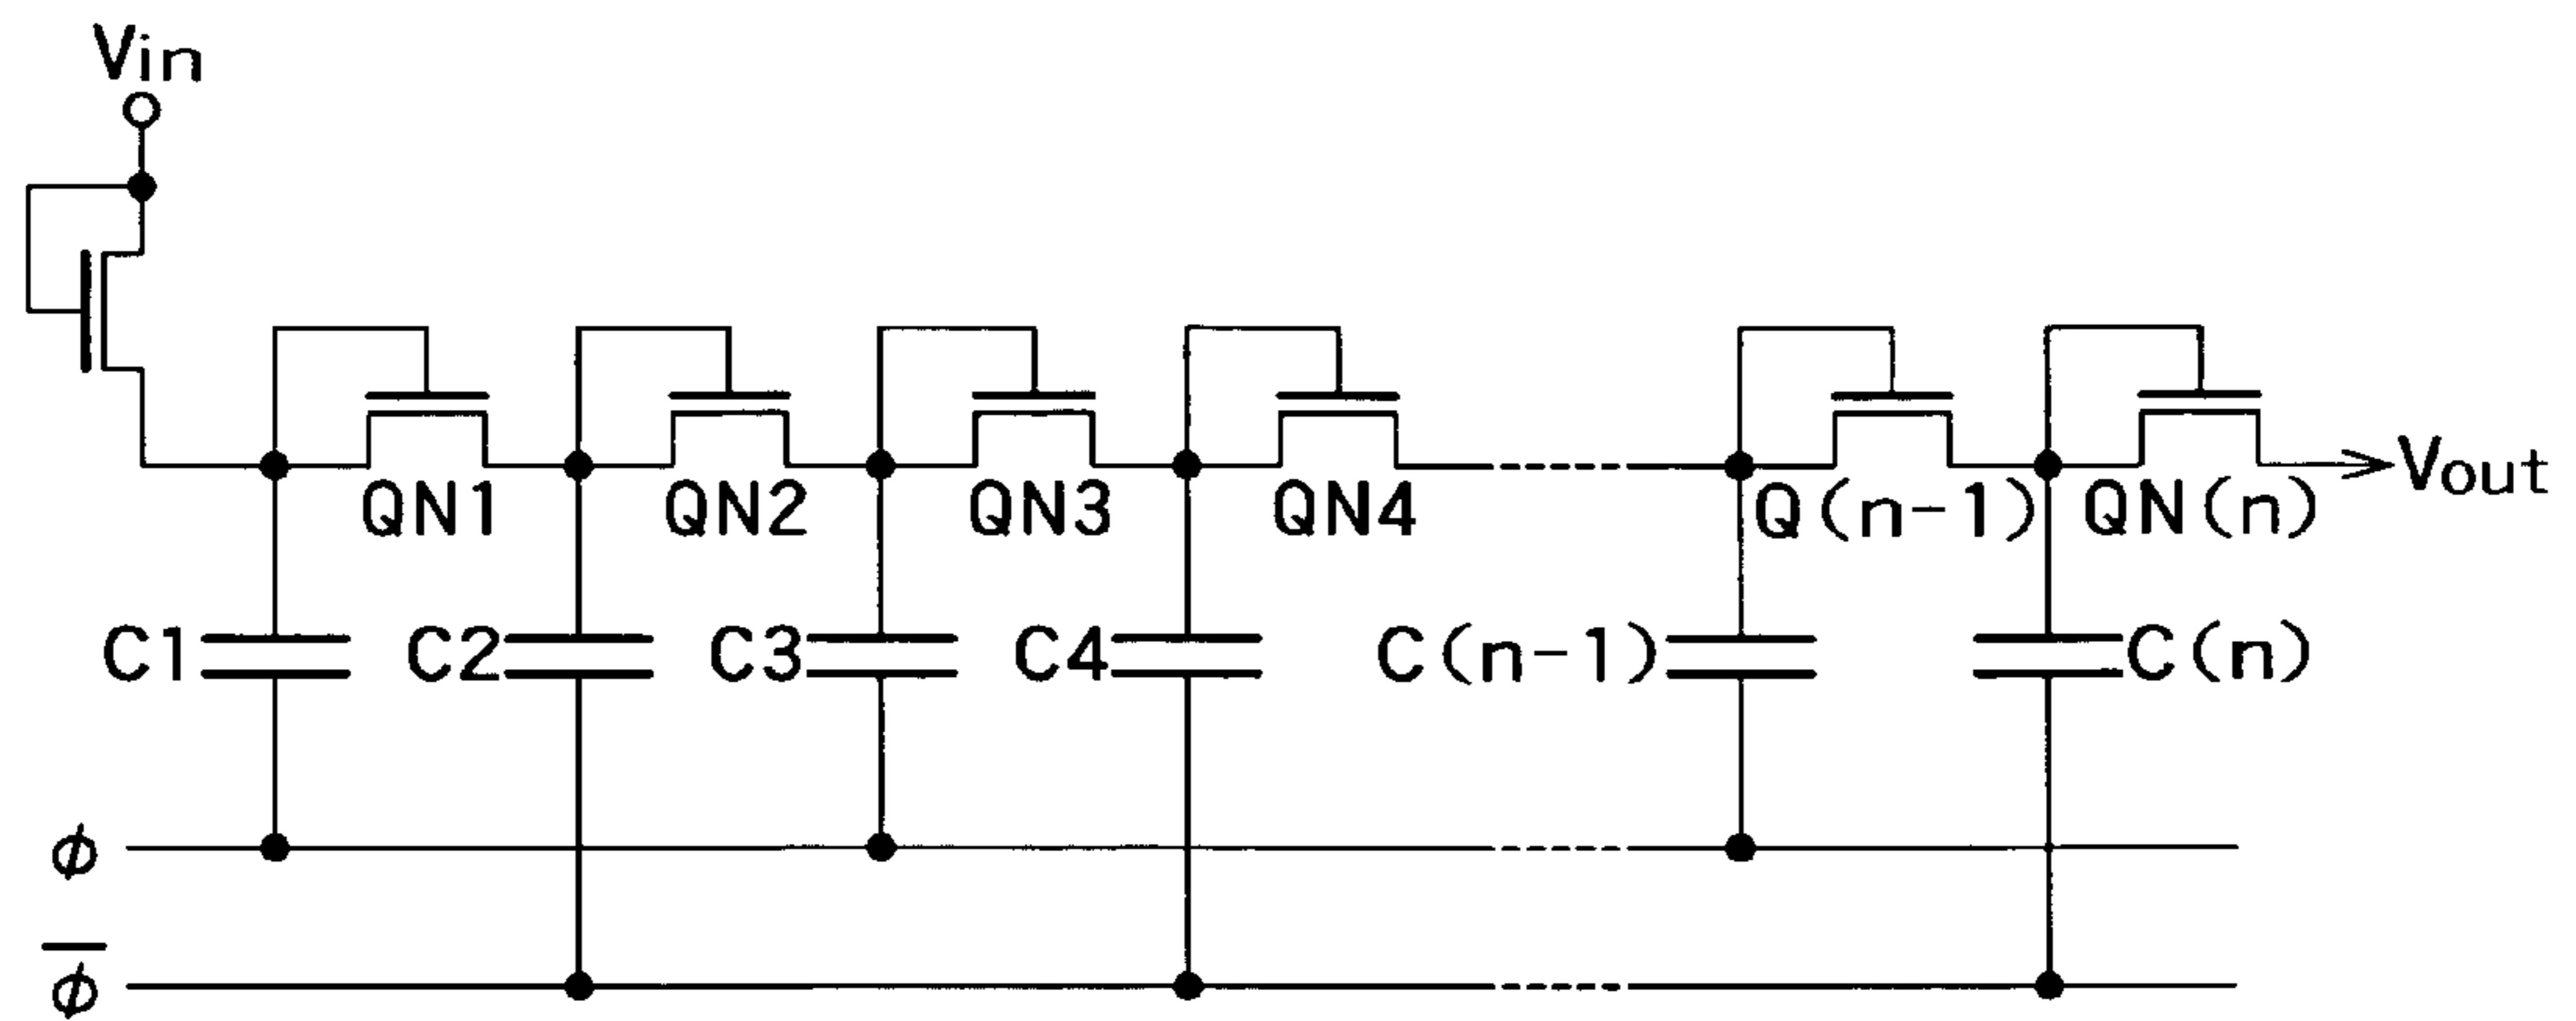 Vin
QN1 QN2 QN3 QN4 Q(n-1) QN(n) Vout
C1 C2 C3 C4 C(n-1) C(n)
ϕ
ϕ̅